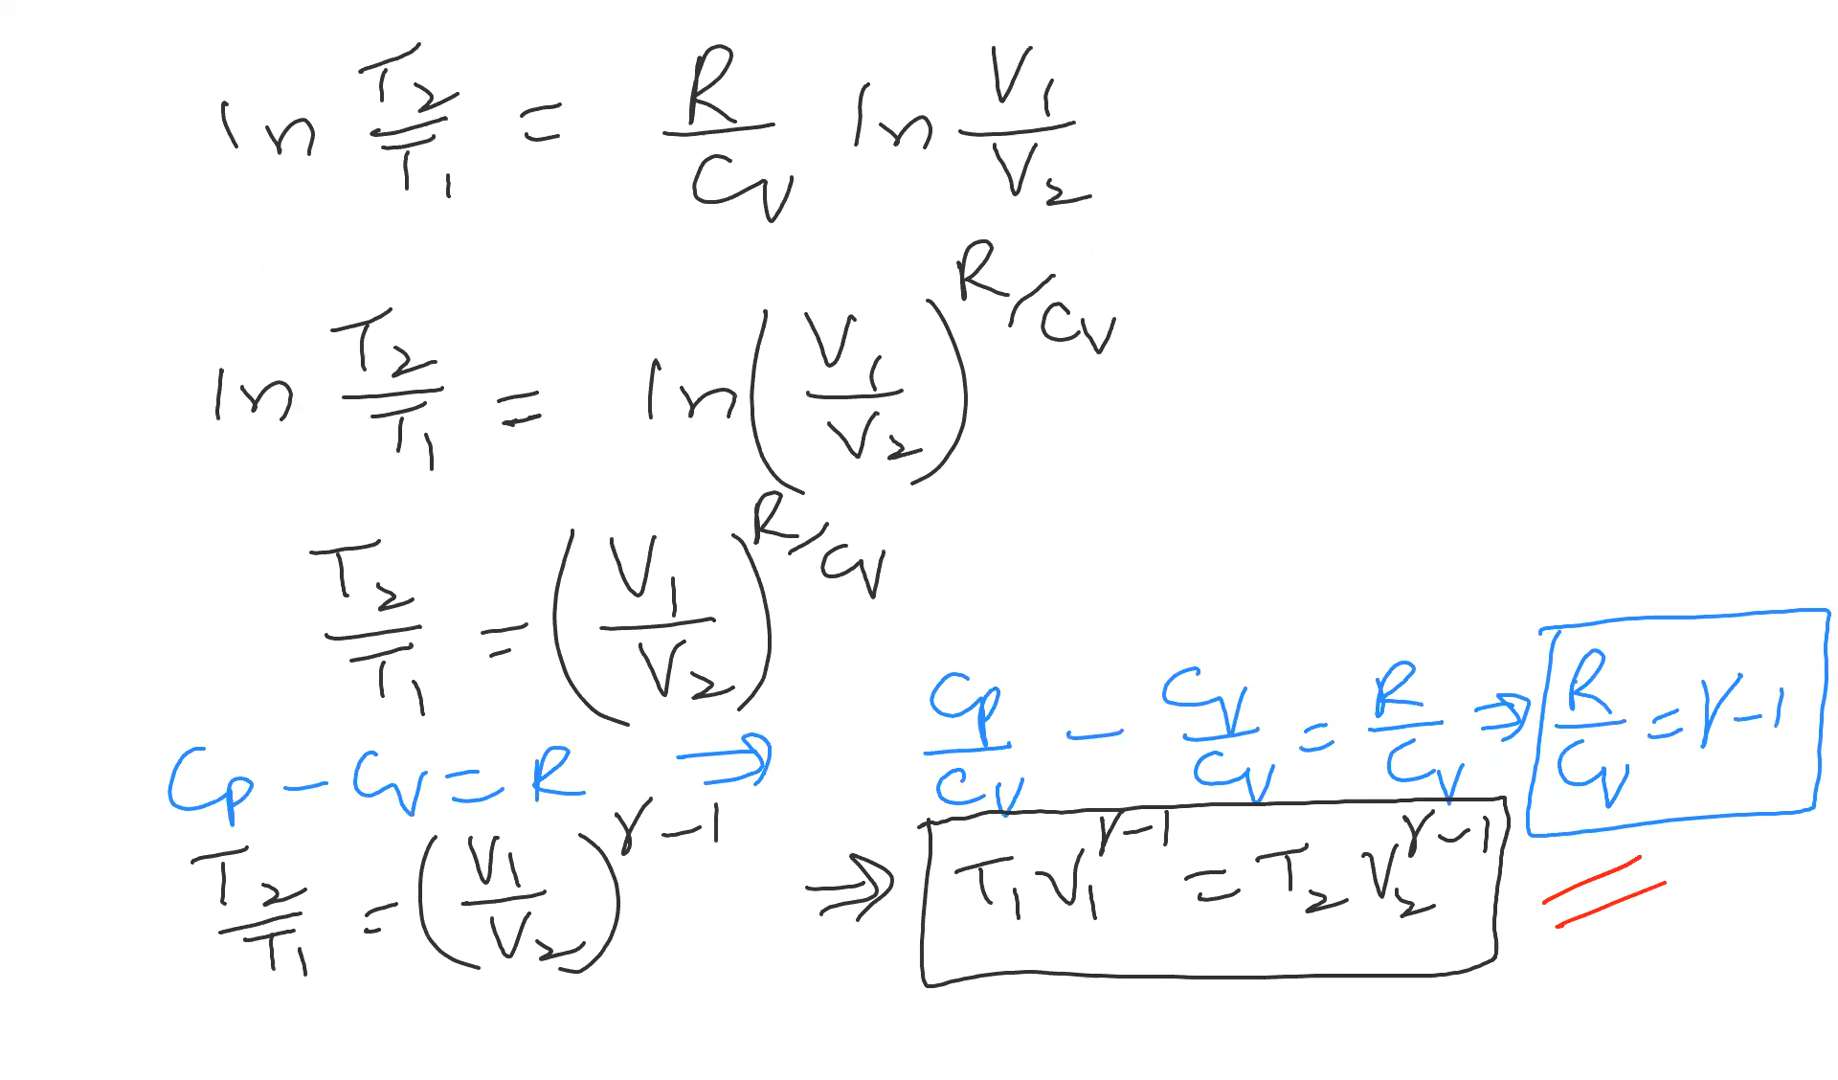 ln T₂/T₁ = R/Cv ln V₁/V₂
ln T₂/T₁ = ln (V₁/V₂)^(R/Cv)
T₂/T₁ = (V₁/V₂)^(R/Cv)
Cp − Cv = R ⇒ Cp/Cv − Cv/Cv = R/Cv ⇒ R/Cv = γ−1
T₂/T₁ = (V₁/V₂)^(γ−1) ⇒ T₁V₁^(γ−1) = T₂V₂^(γ−1)